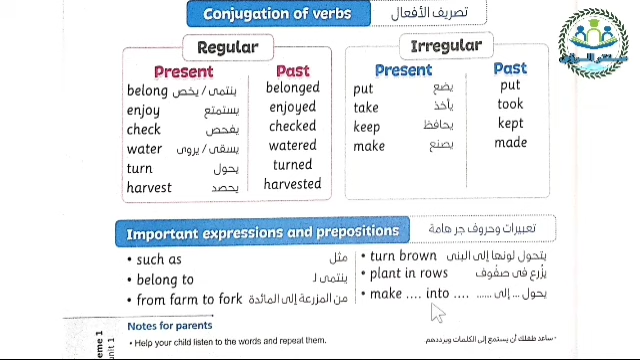 Conjugation of verbs تصريف الأفعال
Regular
Present Past
belong ينتمى / يخص belonged
enjoy يستمتع enjoyed
check يفحص checked
water يسقى / يروى watered
turn يحول turned
harvest يحصد harvested
Irregular
Present Past
put يضع put
take يأخذ took
keep يحافظ kept
make يصنع made
Important expressions and prepositions تعبيرات وحروف جر هامة
• such as مثل
• belong to ينتمى لـ
• from farm to fork من المزرعة إلى المائدة
• turn brown يتحول لونها إلى البنى
• plant in rows يزرع فى صفوف
• make .... into .... يحول ... إلى ......
eme 1
unit 1
Notes for parents
• Help your child listen to the words and repeat them.
• ساعد طفلك أن يستمع إلى الكلمات ويرددهم